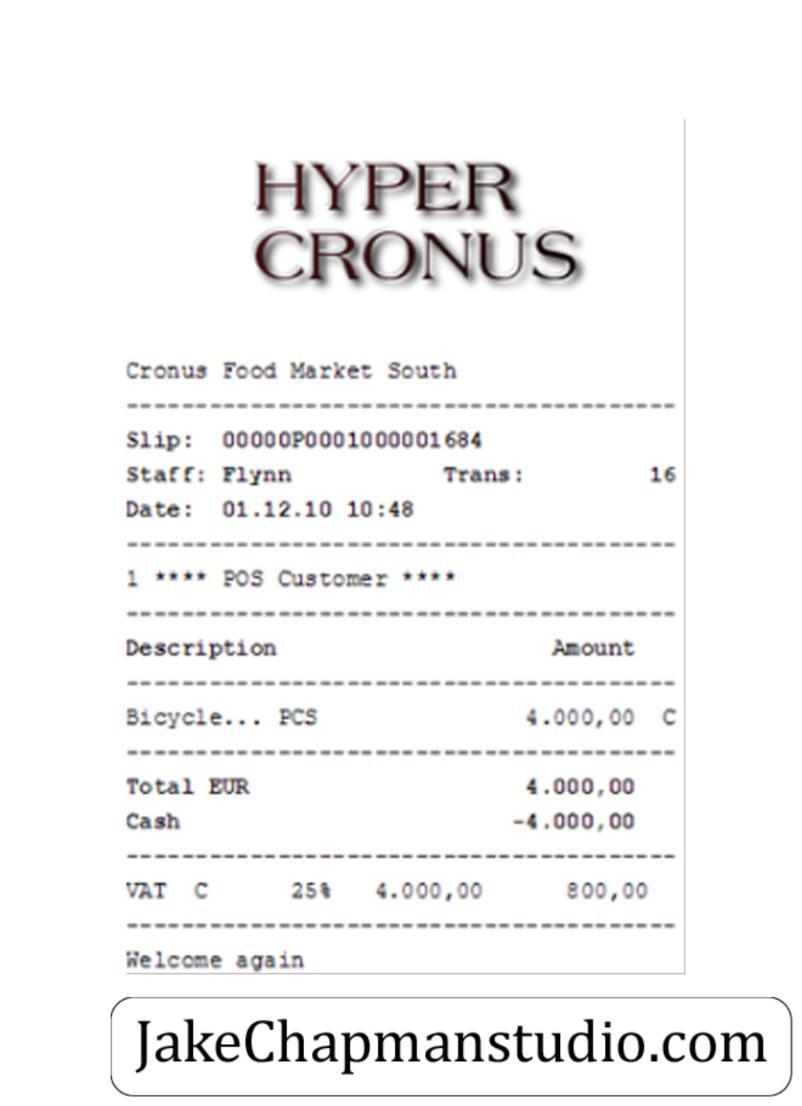 HYPER
CRONUS
Cronus Food Market South
----------------------------------------
Slip: 00000P0001000001684
Staff: Flynn Trans: 16
Date: 01.12.10 10:48
----------------------------------------
1 **** POS Customer ****
----------------------------------------
Description Amount
----------------------------------------
Bicycle... PCS 4.000,00 C
----------------------------------------
Total EUR 4.000,00
Cash -4.000,00
----------------------------------------
VAT C 25% 4.000,00 800,00
----------------------------------------
Welcome again
JakeChapmanstudio.com